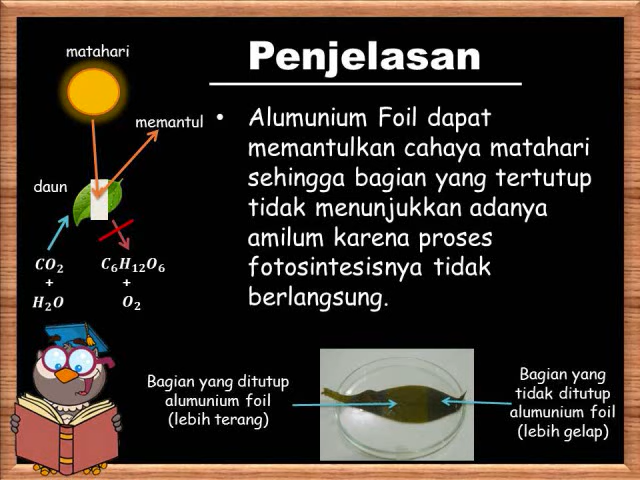 Penjelasan
matahari
memantul
daun
CO₂
+
H₂O
C₆H₁₂O₆
+
O₂
• Alumunium Foil dapat
memantulkan cahaya matahari
sehingga bagian yang tertutup
tidak menunjukkan adanya
amilum karena proses
fotosintesisnya tidak
berlangsung.
Bagian yang ditutup
alumunium foil
(lebih terang)
Bagian yang
tidak ditutup
alumunium foil
(lebih gelap)